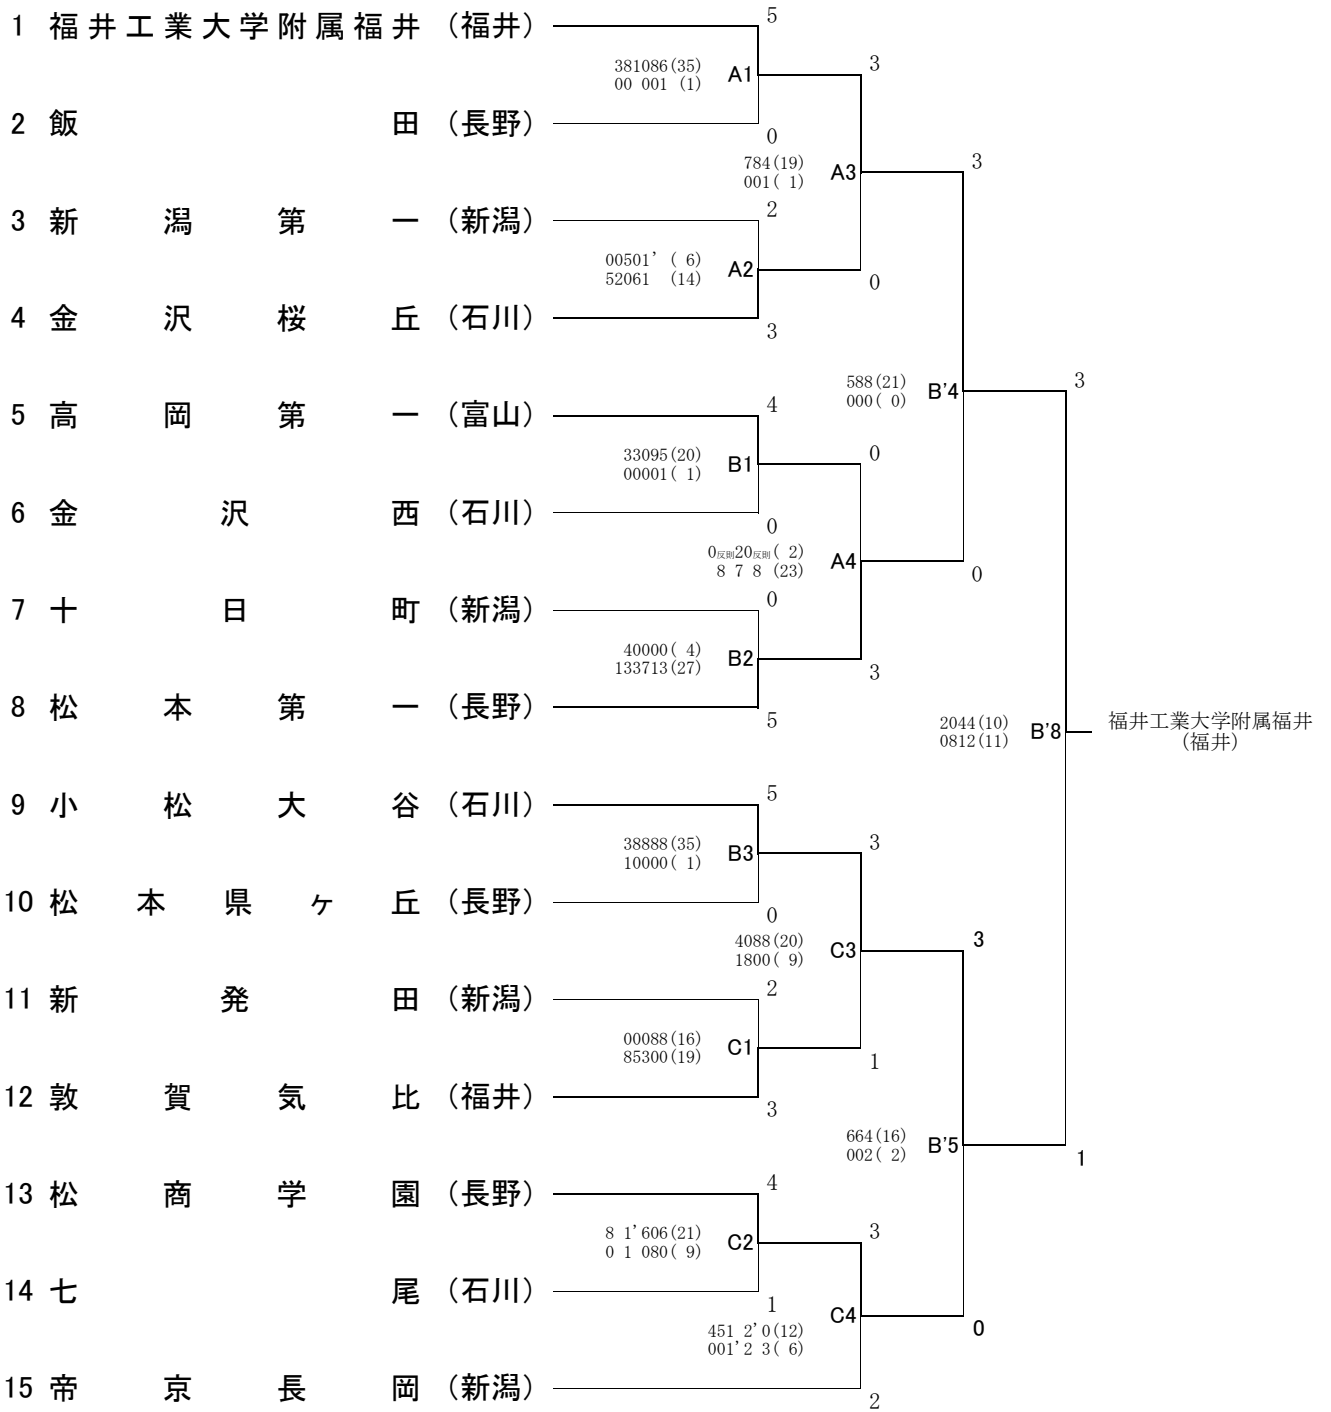 1 福井工業大学附属福井 (福井)
5
381086(35)
00 001 (1)
A1
3
2 飯田 (長野)
0
784(19)
001( 1)
A3
3
3 新潟第一 (新潟)
2
00501' ( 6)
52061 (14)
A2
0
4 金沢桜丘 (石川)
3
588(21)
000( 0)
B'4
3
5 高岡第一 (富山)
4
33095(20)
00001( 1)
B1
0
6 金沢西 (石川)
0
0反則20反則( 2)
8 7 8 (23)
A4
0
7 十日町 (新潟)
0
40000( 4)
133713(27)
B2
3
8 松本第一 (長野)
5
2044(10)
0812(11)
B'8
福井工業大学附属福井
(福井)
9 小松大谷 (石川)
5
38888(35)
10000( 1)
B3
3
10 松本県ヶ丘 (長野)
0
4088(20)
1800( 9)
C3
3
11 新発田 (新潟)
2
00088(16)
85300(19)
C1
1
12 敦賀気比 (福井)
3
664(16)
002( 2)
B'5
1
13 松商学園 (長野)
4
8 1'606(21)
0 1 080( 9)
C2
3
14 七尾 (石川)
1
451 2'0(12)
001'2 3( 6)
C4
0
15 帝京長岡 (新潟)
2